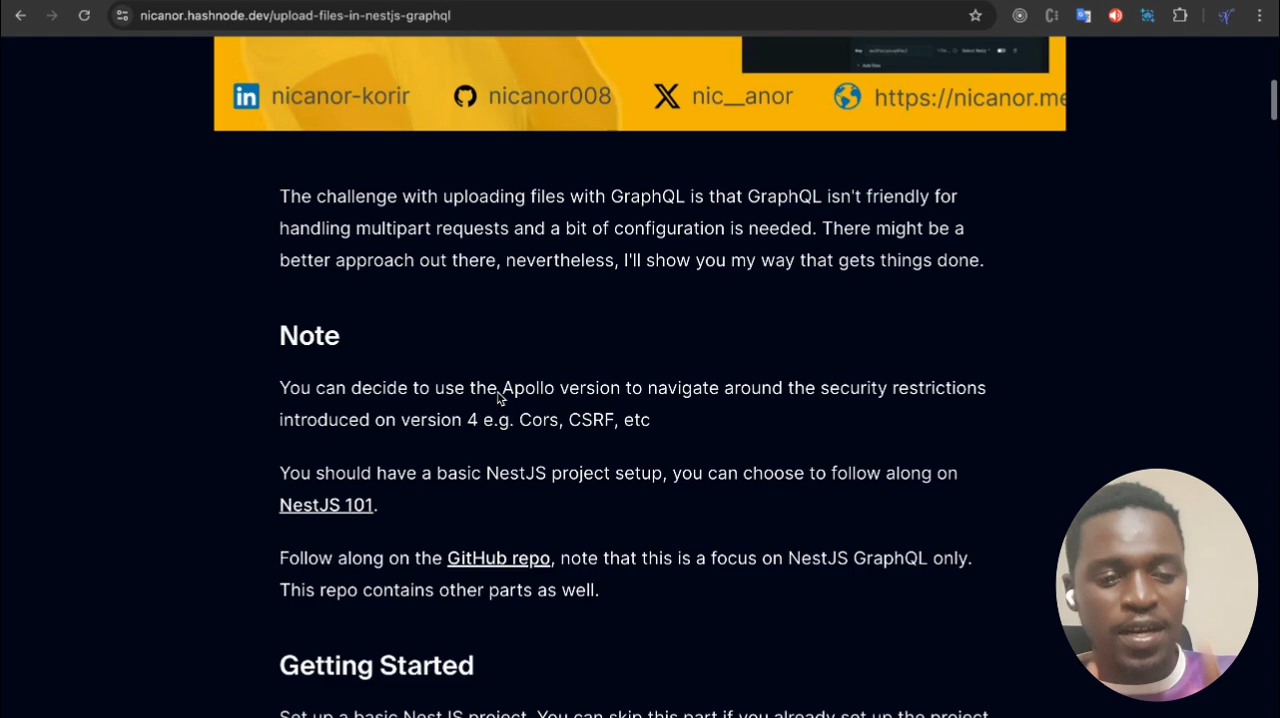 nicanor.hashnode.dev/upload-files-in-nestjs-graphql
nicanor-korir nicanor008 nic__anor https://nicanor.me
The challenge with uploading files with GraphQL is that GraphQL isn't friendly for
handling multipart requests and a bit of configuration is needed. There might be a
better approach out there, nevertheless, I'll show you my way that gets things done.
Note
You can decide to use the Apollo version to navigate around the security restrictions
introduced on version 4 e.g. Cors, CSRF, etc
You should have a basic NestJS project setup, you can choose to follow along on
NestJS 101.
Follow along on the GitHub repo, note that this is a focus on NestJS GraphQL only.
This repo contains other parts as well.
Getting Started
Set up a basic NestJS project. You can skip this part if you already set up the project